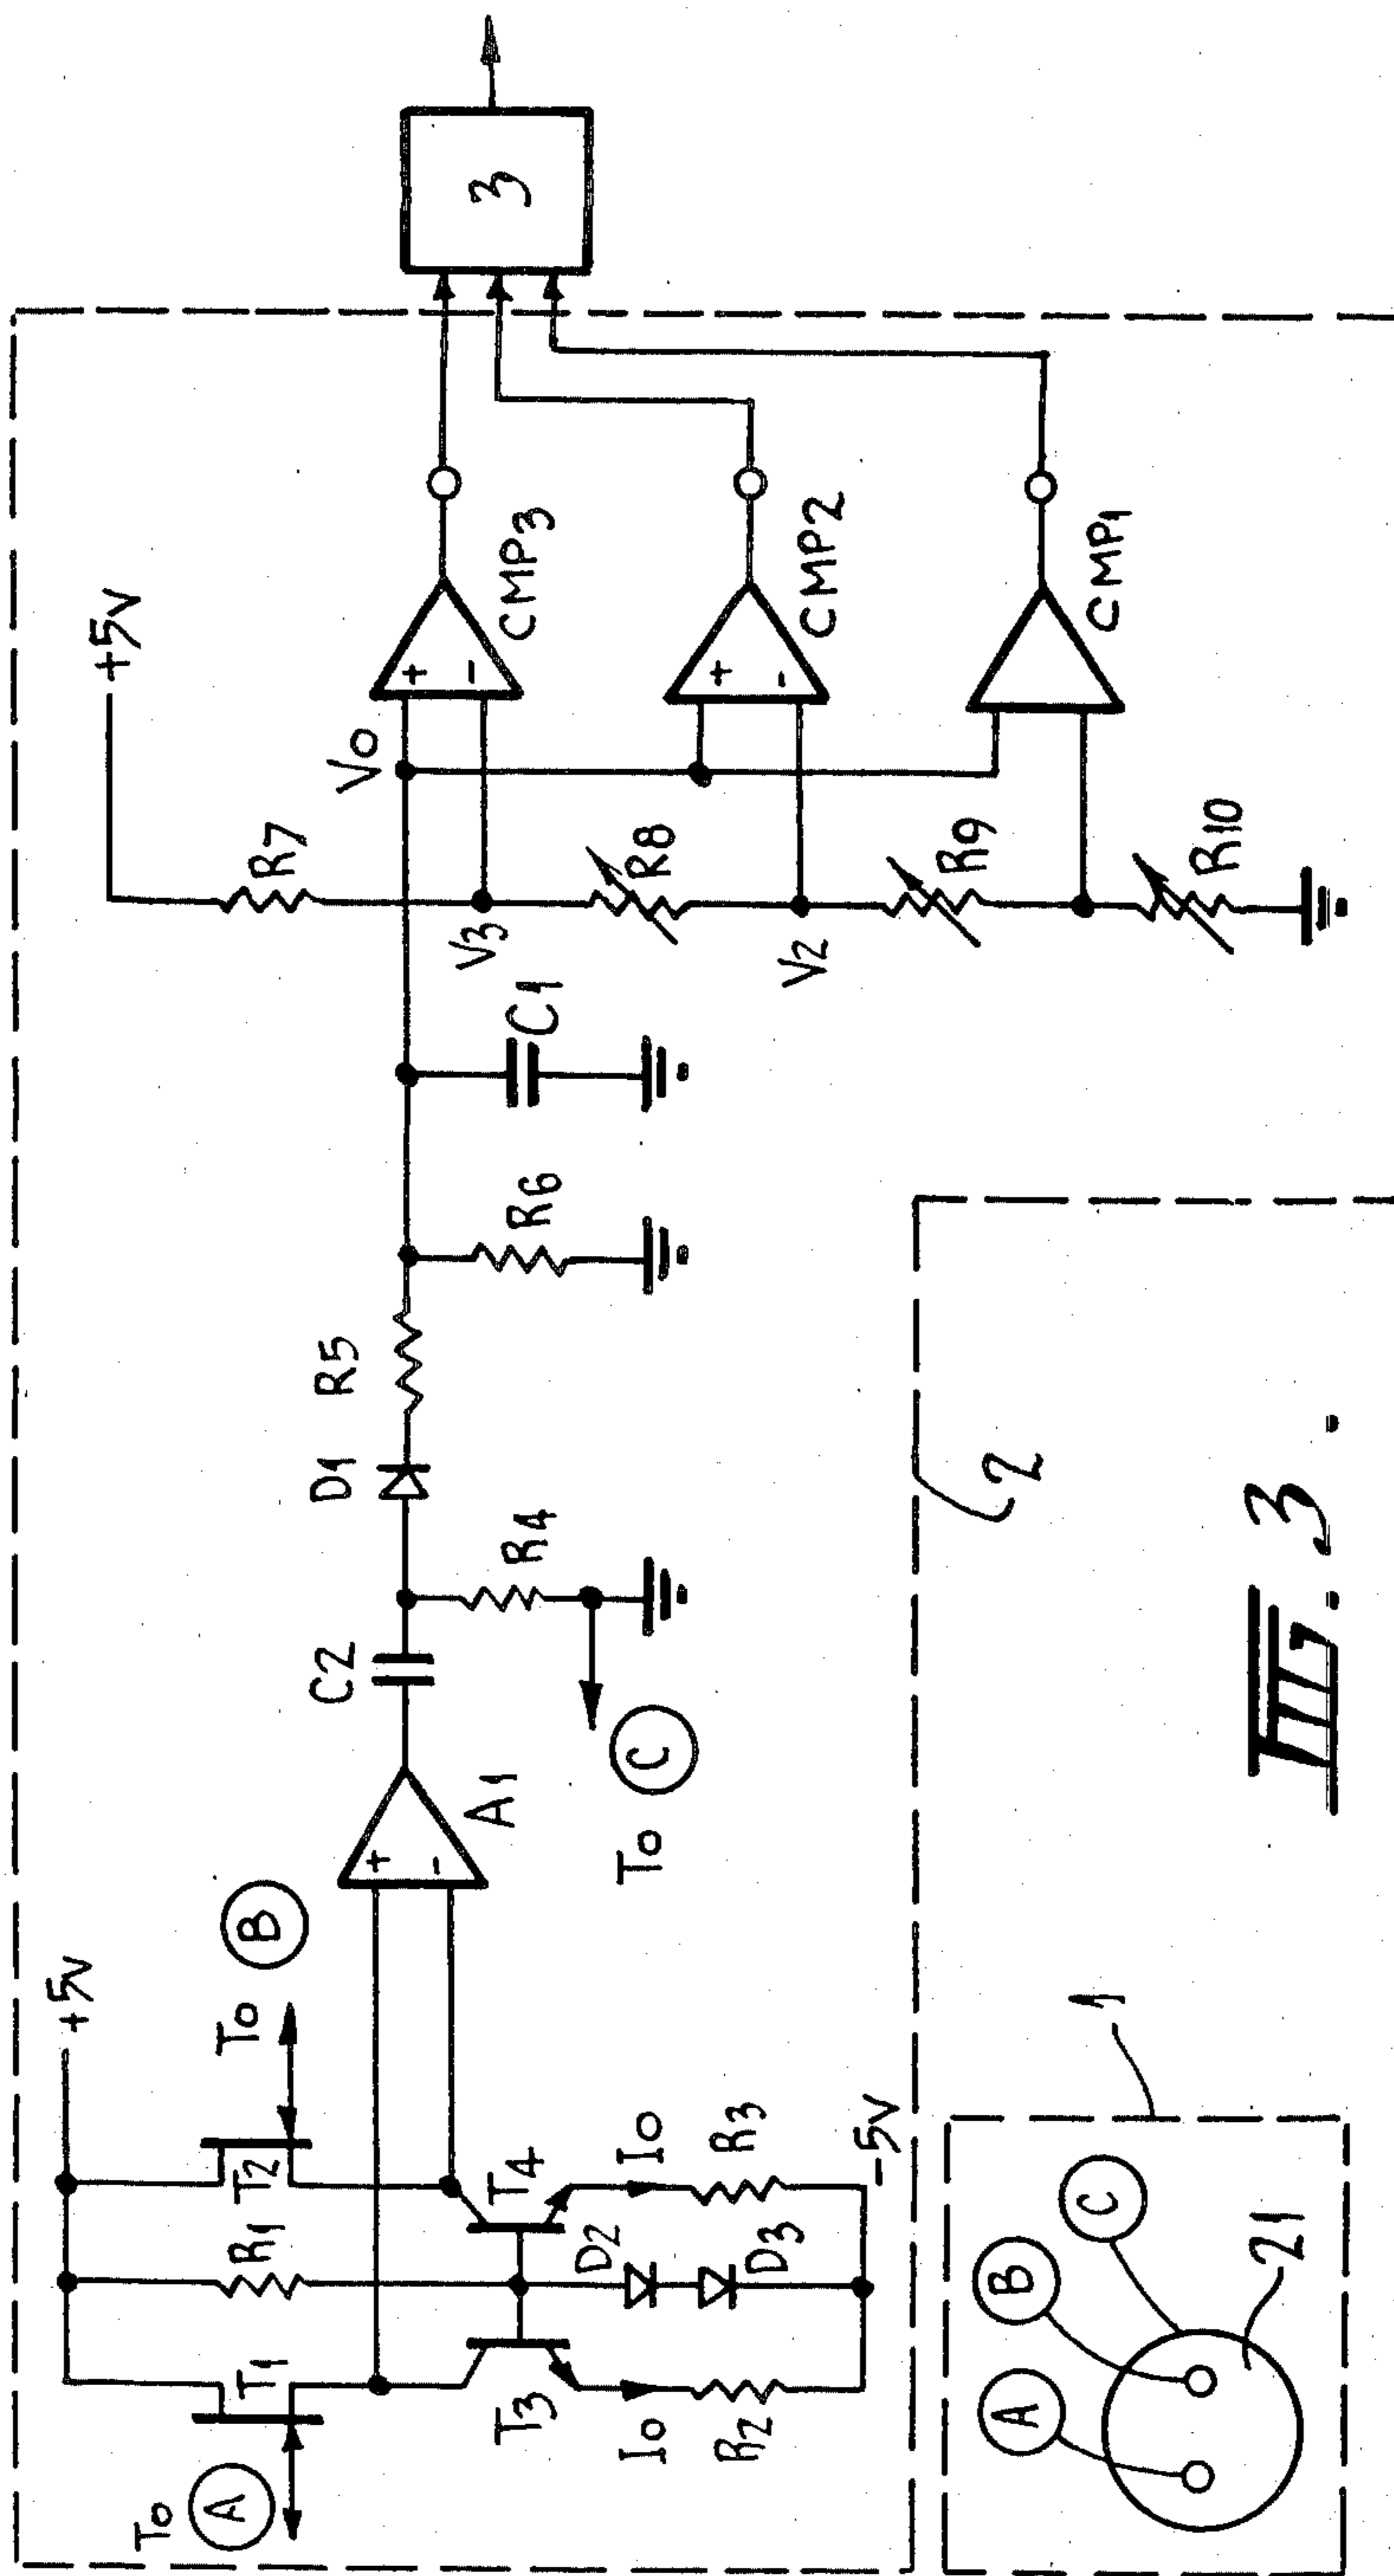 +5V
To
A
T1
R1
T2
To
B
T3
T4
Io
Io
R2
D2
D3
R3
-5V
+
-
A1
C2
To
C
R4
D1
R5
R6
C1
+5V
R7
Vo
V3
R8
V2
R9
R10
+
-
CMP3
+
-
CMP2
CMP1
3
2
1
A
B
C
21
FIG. 3.